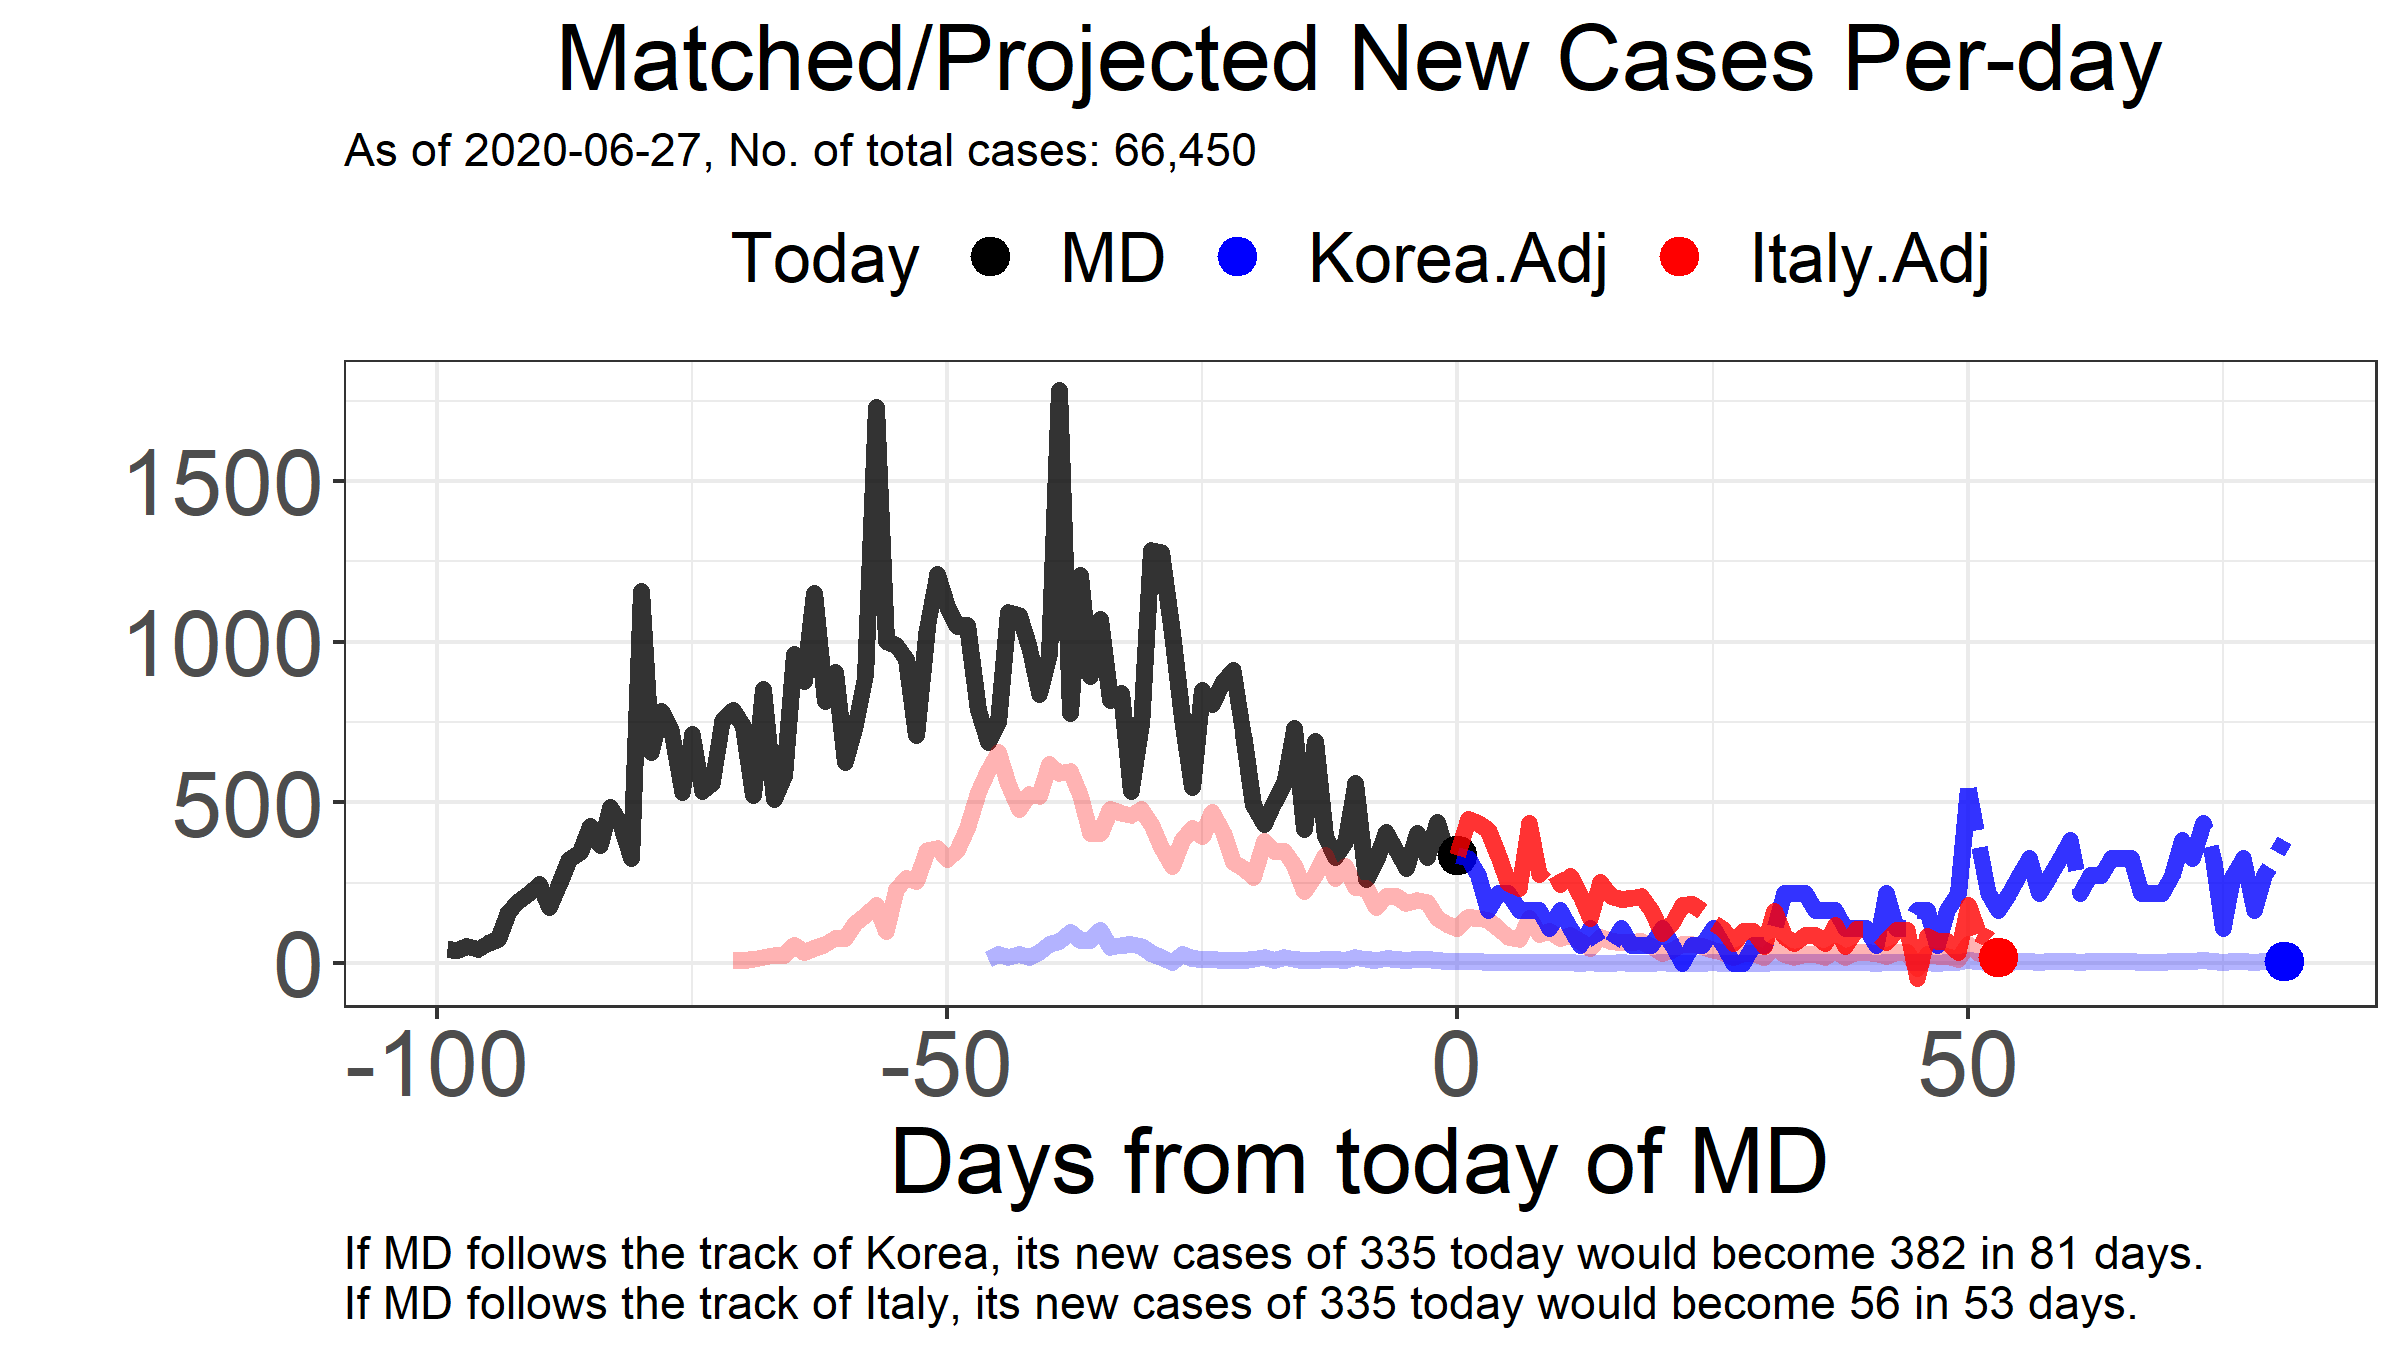 Matched/Projected New Cases Per-day
As of 2020-06-27, No. of total cases: 66,450
Today MD Korea.Adj Italy.Adj
1500
1000
500
0
-100 -50 0 50
Days from today of MD
If MD follows the track of Korea, its new cases of 335 today would become 382 in 81 days.
If MD follows the track of Italy, its new cases of 335 today would become 56 in 53 days.